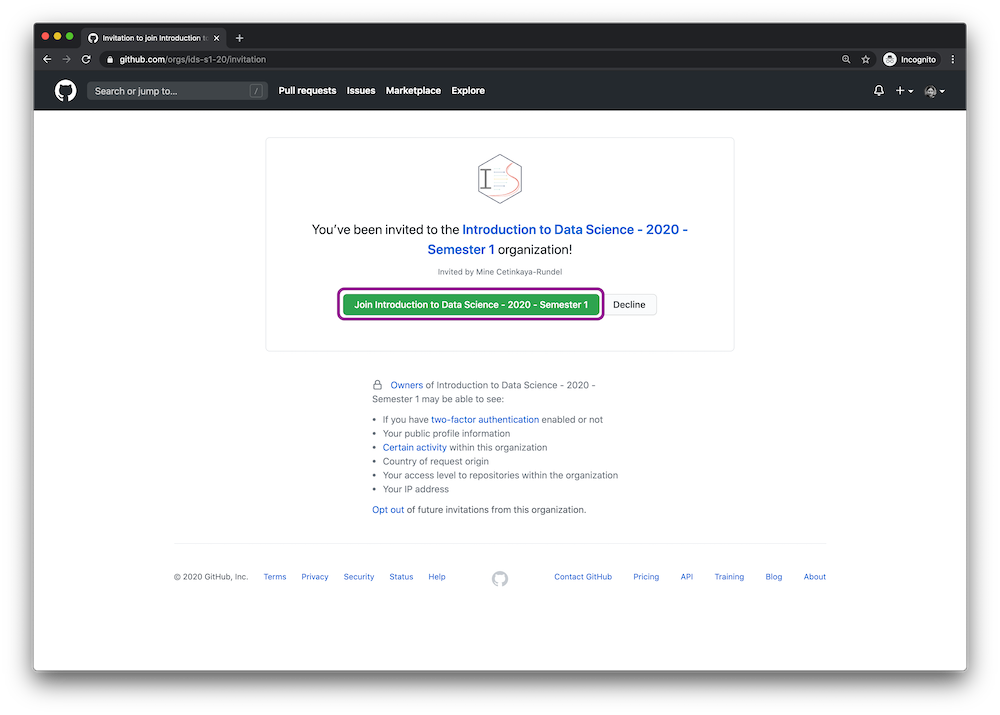 Invitation to join Introduction to
github.com/orgs/ids-s1-20/invitation
Incognito
Search or jump to...
/
Pull requests
Issues
Marketplace
Explore
IS
You've been invited to the Introduction to Data Science - 2020 -
Semester 1 organization!
Invited by Mine Cetinkaya-Rundel
Join Introduction to Data Science - 2020 - Semester 1
Decline
Owners of Introduction to Data Science - 2020 -
Semester 1 may be able to see:
• If you have two-factor authentication enabled or not
• Your public profile information
• Certain activity within this organization
• Country of request origin
• Your access level to repositories within the organization
• Your IP address
Opt out of future invitations from this organization.
© 2020 GitHub, Inc.
Terms
Privacy
Security
Status
Help
Contact GitHub
Pricing
API
Training
Blog
About